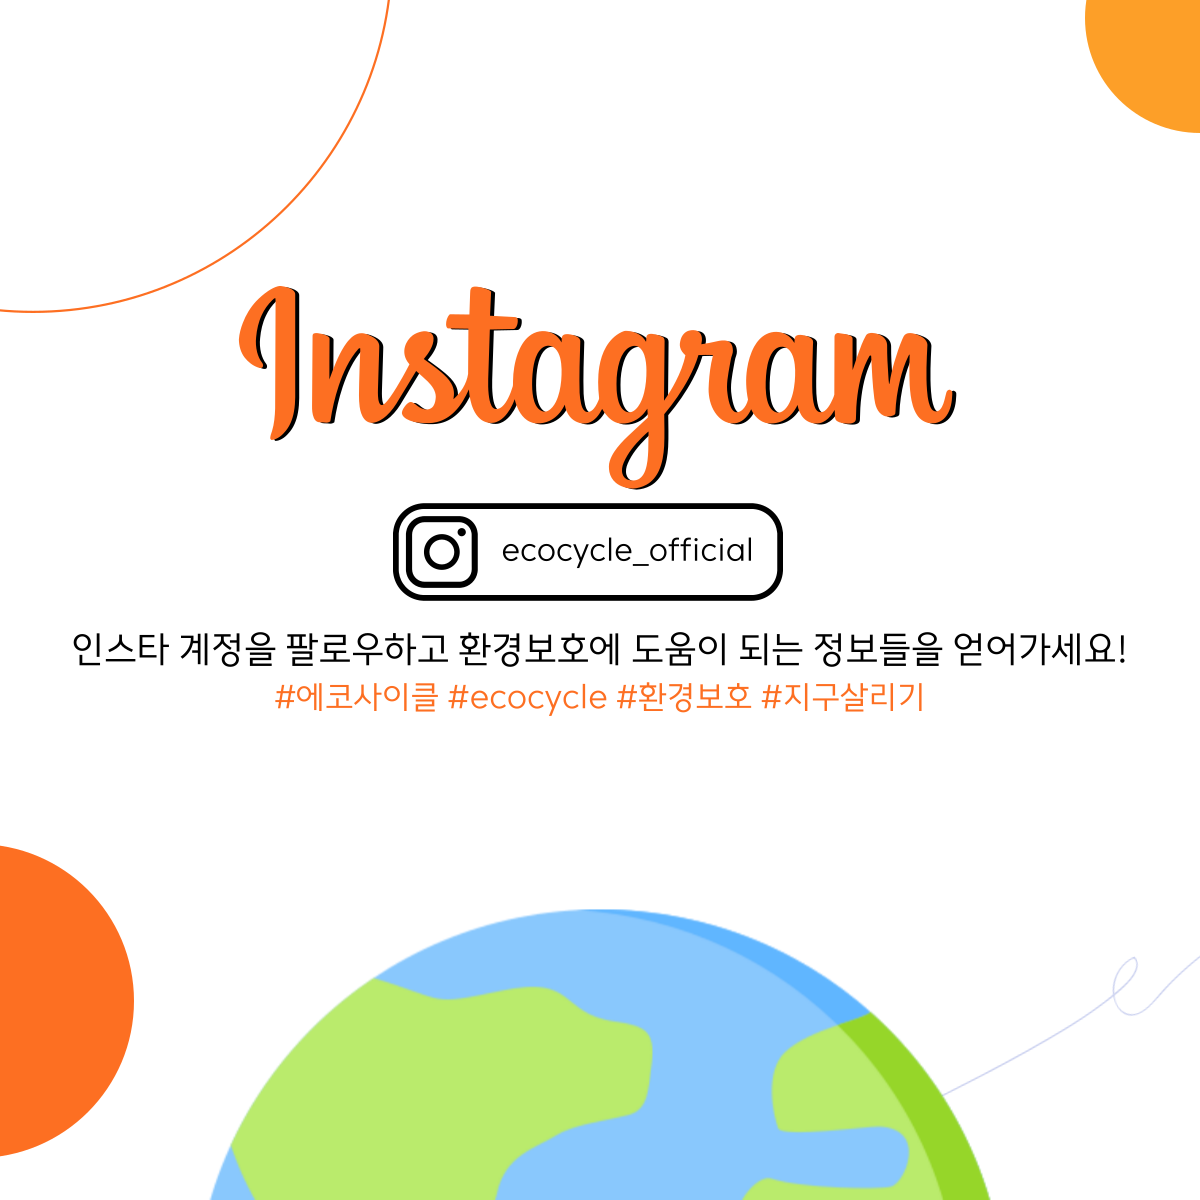 Instagram
ecocycle_official
인스타 계정을 팔로우하고 환경보호에 도움이 되는 정보들을 얻어가세요!
#에코사이클 #ecocycle #환경보호 #지구살리기